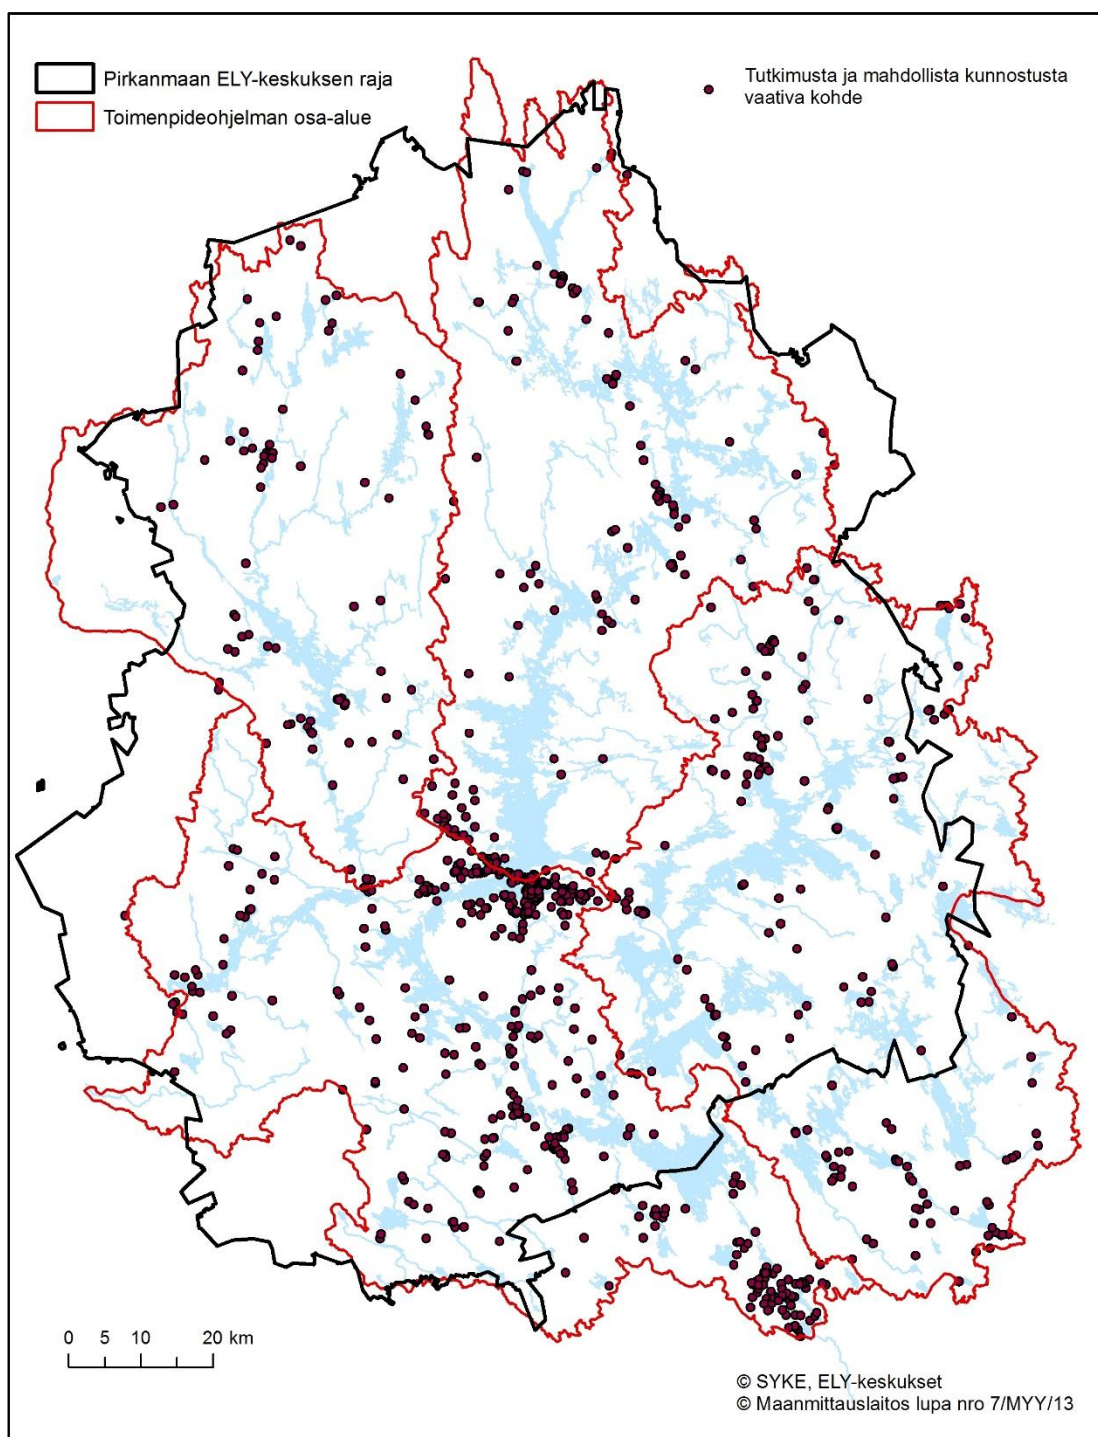 Pirkanmaan ELY-keskuksen raja
Toimenpideohjelman osa-alue
Tutkimusta ja mahdollista kunnostusta
vaativa kohde
0 5 10 20 km
© SYKE, ELY-keskukset
© Maanmittauslaitos lupa nro 7/MYY/13